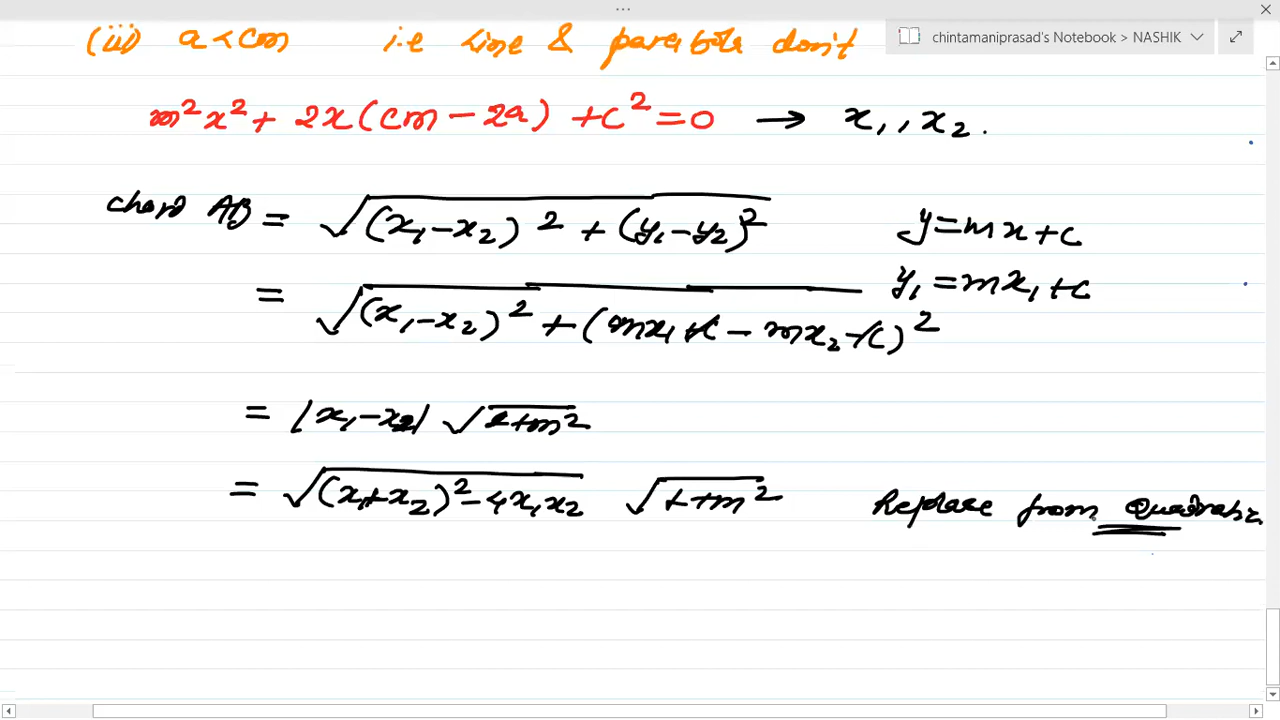 (iii) a < cm i.e line & parabola don't
chintamaniprasad's Notebook > NASHIK
m²x² + 2x(cm − 2a) + c² = 0 → x₁, x₂.
chord AB = √((x₁−x₂)² + (y₁−y₂)²) y = mx + c
= √((x₁−x₂)² + (mx₁+c − mx₂−c)²) y₁ = mx₁ + c
= |x₁−x₂| √(1+m²)
= √((x₁+x₂)² − 4x₁x₂) √(1+m²) Replace from Quadratic